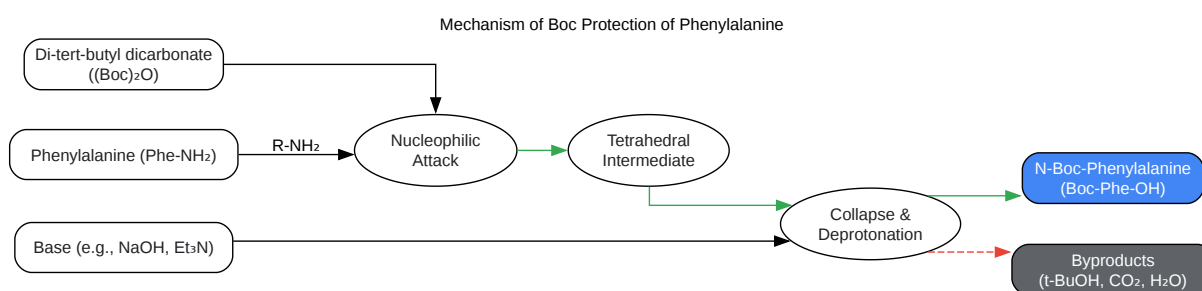 Mechanism of Boc Protection of Phenylalanine
Di-tert-butyl dicarbonate
((Boc)₂O)
Phenylalanine (Phe-NH₂)
R-NH₂
Nucleophilic
Attack
Tetrahedral
Intermediate
Base (e.g., NaOH, Et₃N)
Collapse &
Deprotonation
N-Boc-Phenylalanine
(Boc-Phe-OH)
Byproducts
(t-BuOH, CO₂, H₂O)